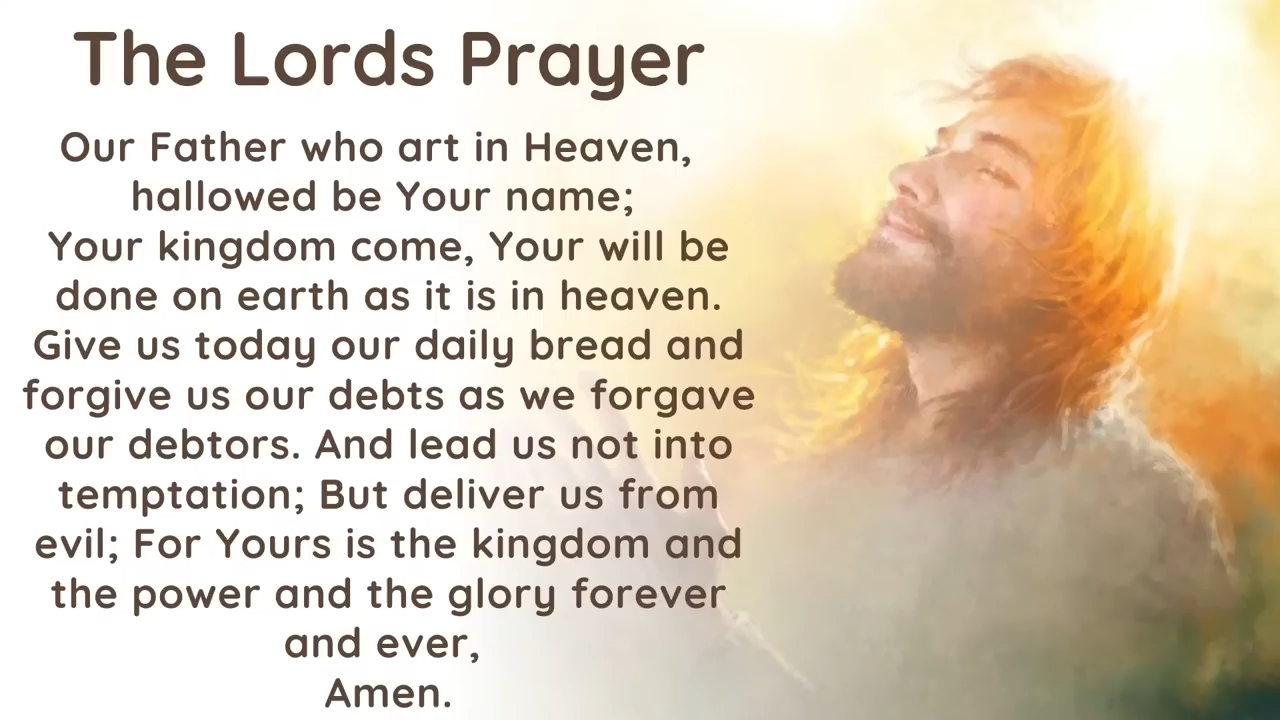 The Lords Prayer
Our Father who art in Heaven,
hallowed be Your name;
Your kingdom come, Your will be
done on earth as it is in heaven.
Give us today our daily bread and
forgive us our debts as we forgave
our debtors. And lead us not into
temptation; But deliver us from
evil; For Yours is the kingdom and
the power and the glory forever
and ever,
Amen.